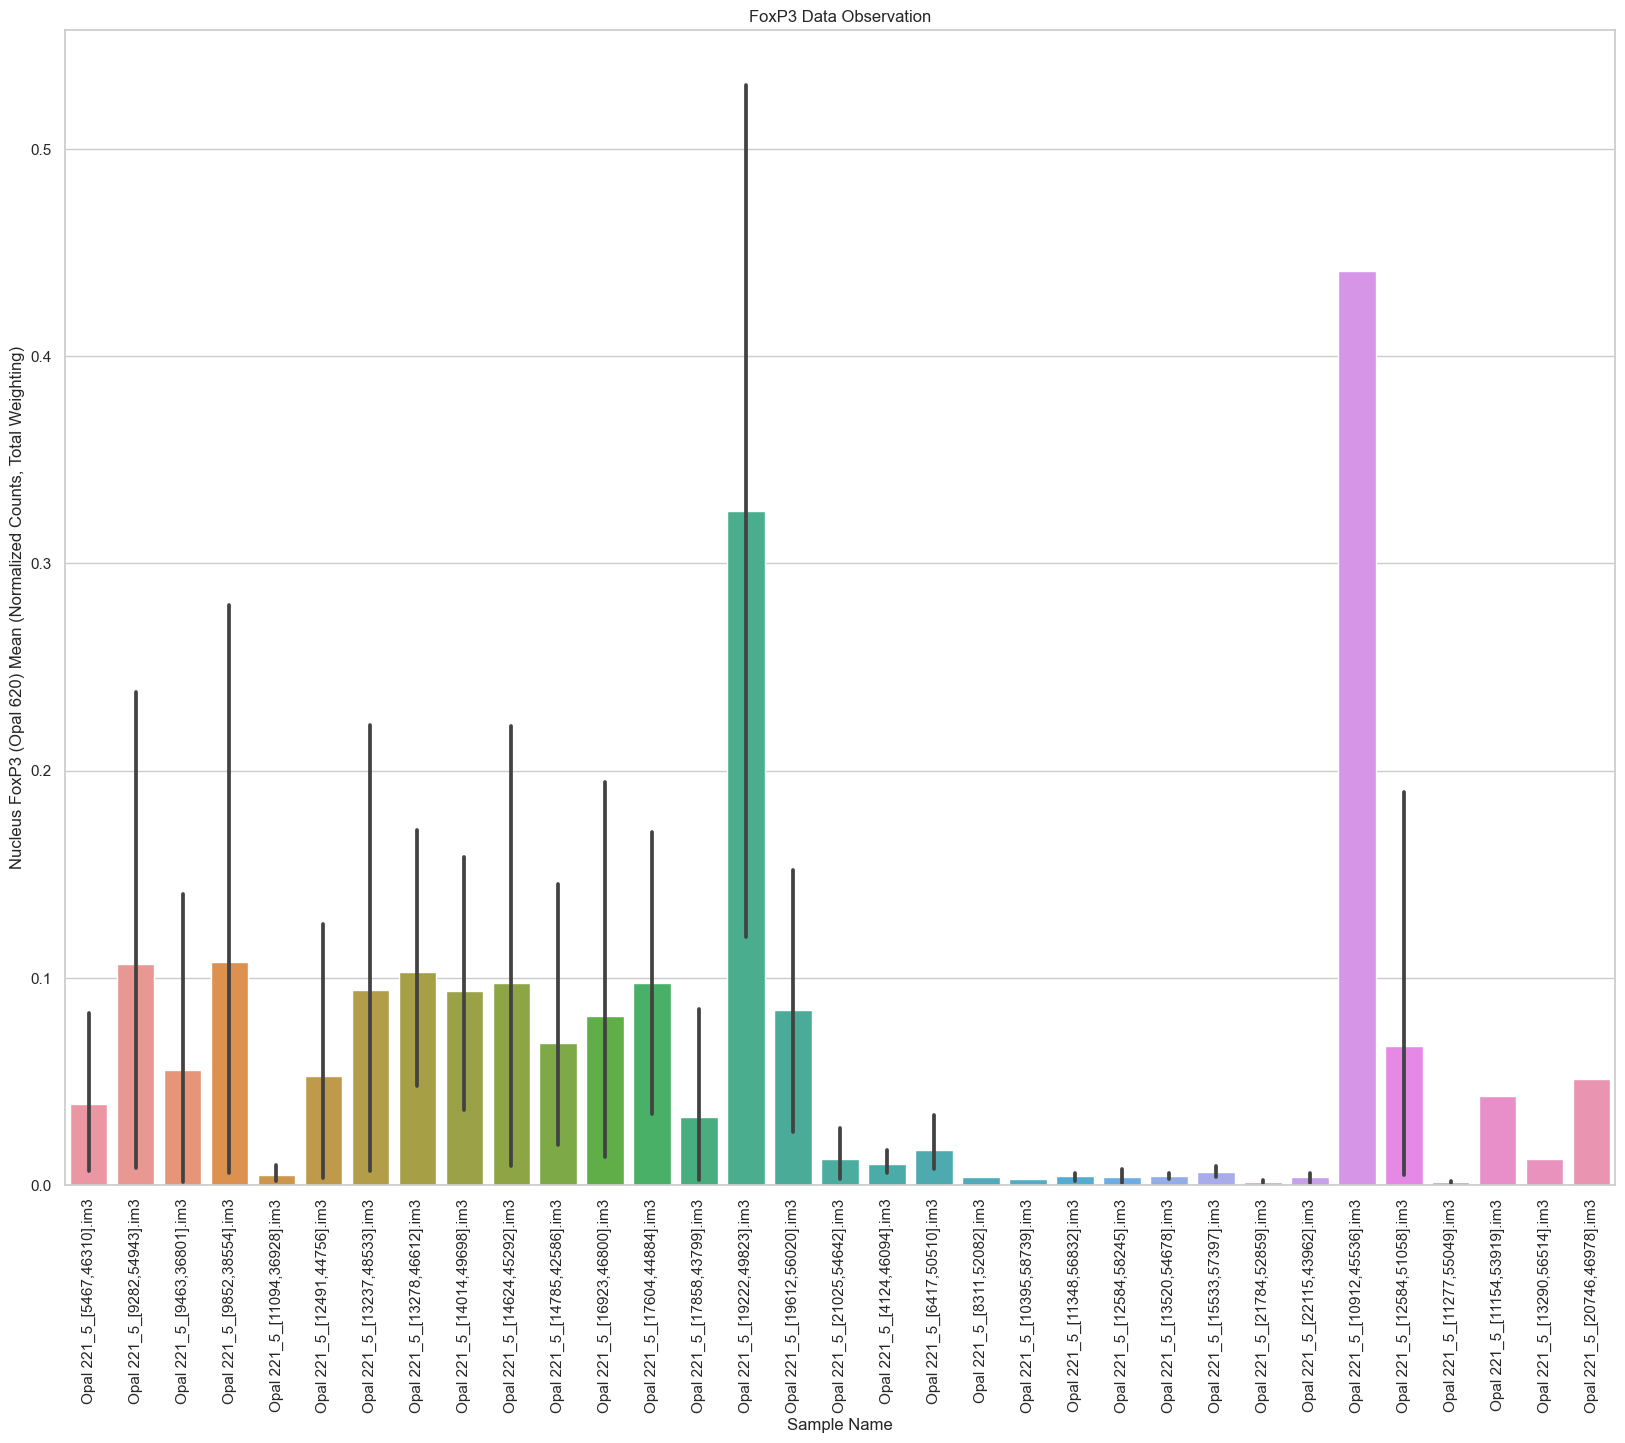 FoxP3 Data Observation
Nucleus FoxP3 (Opal 620) Mean (Normalized Counts, Total Weighting)
0.5
0.4
0.3
0.2
0.1
0.0
Opal 221_5_[5467,46310].im3
Opal 221_5_[9282,54943].im3
Opal 221_5_[9463,36801].im3
Opal 221_5_[9852,38554].im3
Opal 221_5_[11094,36928].im3
Opal 221_5_[12491,44756].im3
Opal 221_5_[13237,48533].im3
Opal 221_5_[13278,46612].im3
Opal 221_5_[14014,49698].im3
Opal 221_5_[14624,45292].im3
Opal 221_5_[14785,42586].im3
Opal 221_5_[16923,46800].im3
Opal 221_5_[17604,44884].im3
Opal 221_5_[17858,43799].im3
Opal 221_5_[19222,49823].im3
Opal 221_5_[19612,56020].im3
Opal 221_5_[21025,54642].im3
Opal 221_5_[4124,46094].im3
Opal 221_5_[6417,50510].im3
Opal 221_5_[8311,52082].im3
Opal 221_5_[10395,58739].im3
Opal 221_5_[11348,56832].im3
Opal 221_5_[12584,58245].im3
Opal 221_5_[13520,54678].im3
Opal 221_5_[15533,57397].im3
Opal 221_5_[21784,52859].im3
Opal 221_5_[22115,43962].im3
Opal 221_5_[10912,45536].im3
Opal 221_5_[12584,51058].im3
Opal 221_5_[11277,55049].im3
Opal 221_5_[11154,53919].im3
Opal 221_5_[13290,56514].im3
Opal 221_5_[20746,46978].im3
Sample Name